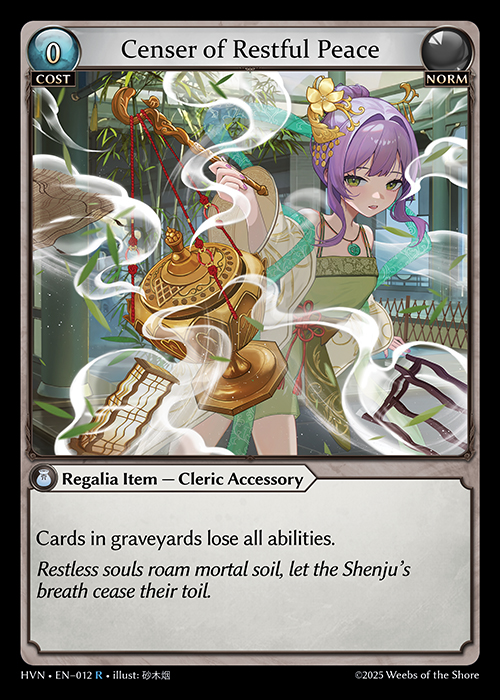 0
Censer of Restful Peace
COST
NORM
Regalia Item — Cleric Accessory
Cards in graveyards lose all abilities.
Restless souls roam mortal soil, let the Shenju's
breath cease their toil.
HVN • EN–012 R • illust: 砂木烟
©2025 Weebs of the Shore